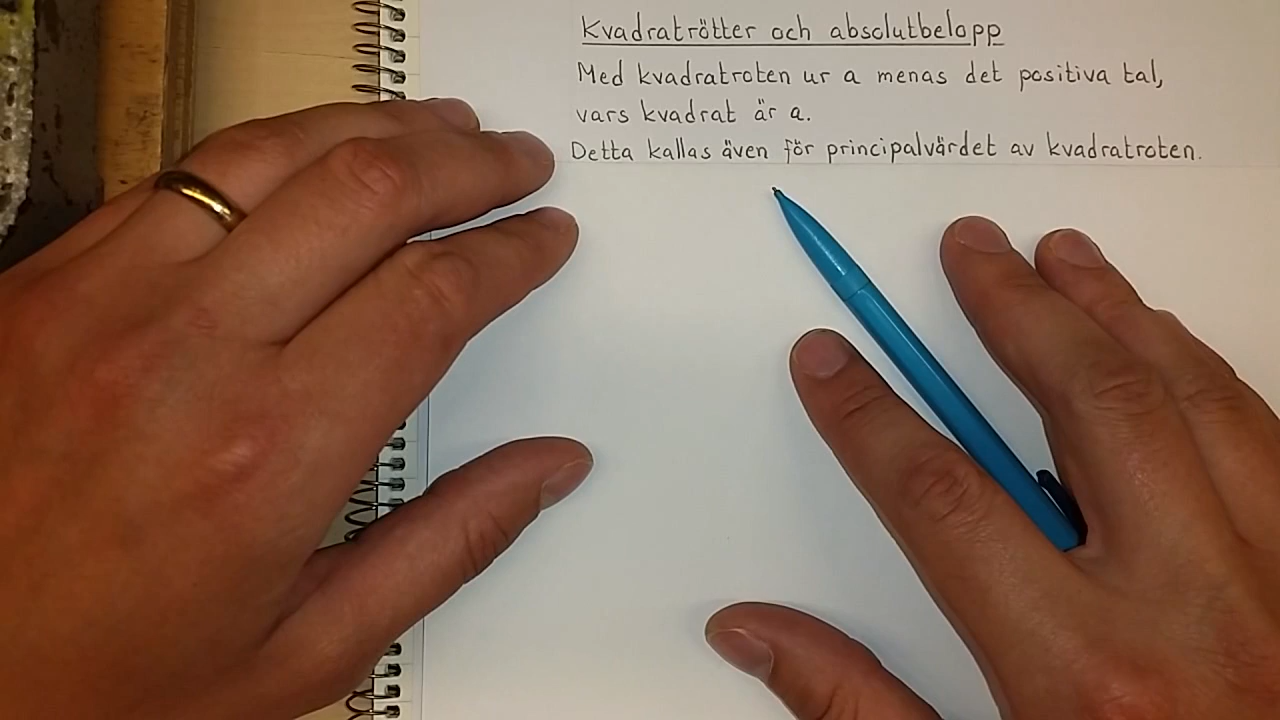 Kvadratrötter och absolutbelopp
Med kvadratroten ur a menas det positiva tal,
vars kvadrat är a.
Detta kallas även för principalvärdet av kvadratroten.